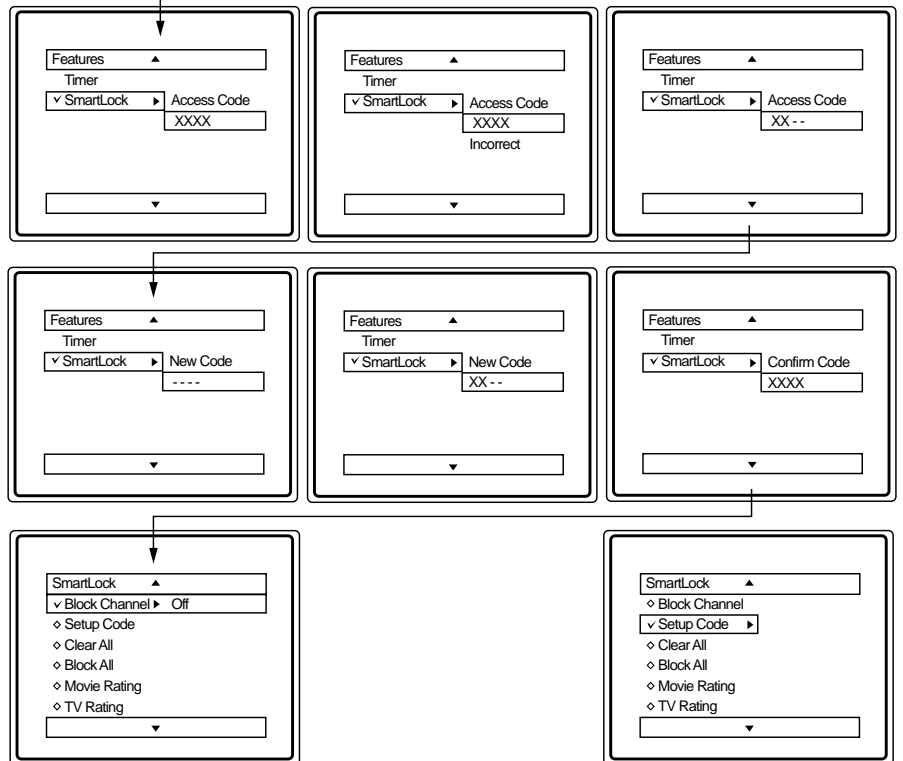 Features ▲
Timer
✓ SmartLock ▶ Access Code
XXXX
▼
Features ▲
Timer
✓ SmartLock ▶ Access Code
XXXX
Incorrect
▼
Features ▲
Timer
✓ SmartLock ▶ Access Code
XX - -
▼
Features ▲
Timer
✓ SmartLock ▶ New Code
- - - -
▼
Features ▲
Timer
✓ SmartLock ▶ New Code
XX - -
▼
Features ▲
Timer
✓ SmartLock ▶ Confirm Code
XXXX
▼
SmartLock ▲
✓ Block Channel ▶ Off
◇ Setup Code
◇ Clear All
◇ Block All
◇ Movie Rating
◇ TV Rating
▼
SmartLock ▲
◇ Block Channel
✓ Setup Code ▶
◇ Clear All
◇ Block All
◇ Movie Rating
◇ TV Rating
▼